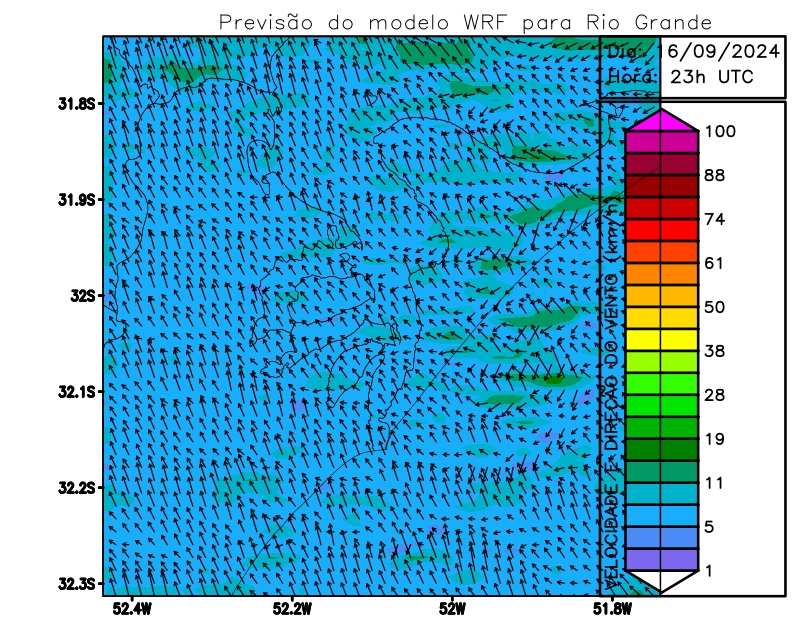 Previsão do modelo WRF para Rio Grande
Dia: 16/09/2024
Hora: 23h UTC
31.8S
31.9S
32S
32.1S
32.2S
32.3S
52.4W
52.2W
52W
51.8W
VELOCIDADE E DIREÇÃO DO VENTO (km/h)
100
88
74
61
50
38
28
19
11
5
1